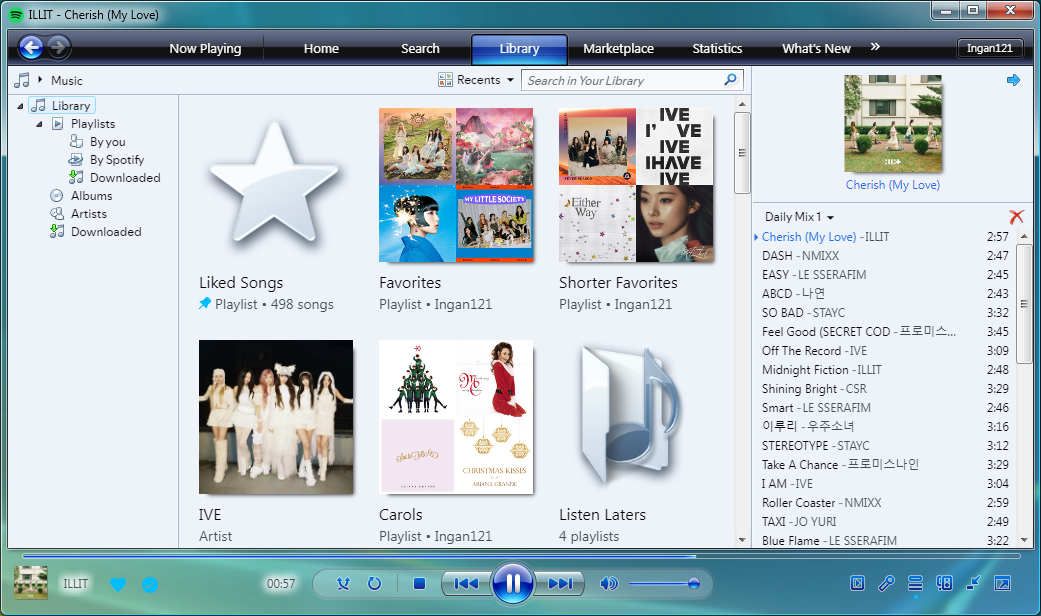 ILLIT - Cherish (My Love)
Now Playing
Home
Search
Library
Marketplace
Statistics
What's New
»
Ingan121
Music
Recents
Search in Your Library
Library
Playlists
By you
By Spotify
Downloaded
Albums
Artists
Downloaded
MY LITTLE SOCIETY
FEVER SEASON
IVE
I' VE
IVE
IHAVE
IVE
Either
Way
Liked Songs
Playlist • 498 songs
Favorites
Playlist • Ingan121
Shorter Favorites
Playlist • Ingan121
CHRISTMAS KISSES
ARIANA GRANDE
IVE
Artist
Carols
Playlist • Ingan121
Listen Laters
4 playlists
Cherish (My Love)
Daily Mix 1
Cherish (My Love) - ILLIT 2:57
DASH - NMIXX 2:47
EASY - LE SSERAFIM 2:45
ABCD - 나연 2:43
SO BAD - STAYC 3:32
Feel Good (SECRET COD - 프로미스... 3:45
Off The Record - IVE 3:09
Midnight Fiction - ILLIT 2:48
Shining Bright - CSR 3:29
Smart - LE SSERAFIM 2:46
이루리 - 우주소녀 3:16
STEREOTYPE - STAYC 3:12
Take A Chance - 프로미스나인 3:29
I AM - IVE 3:04
Roller Coaster - NMIXX 2:59
TAXI - JO YURI 2:49
Blue Flame - LE SSERAFIM 3:22
ILLIT
00:57